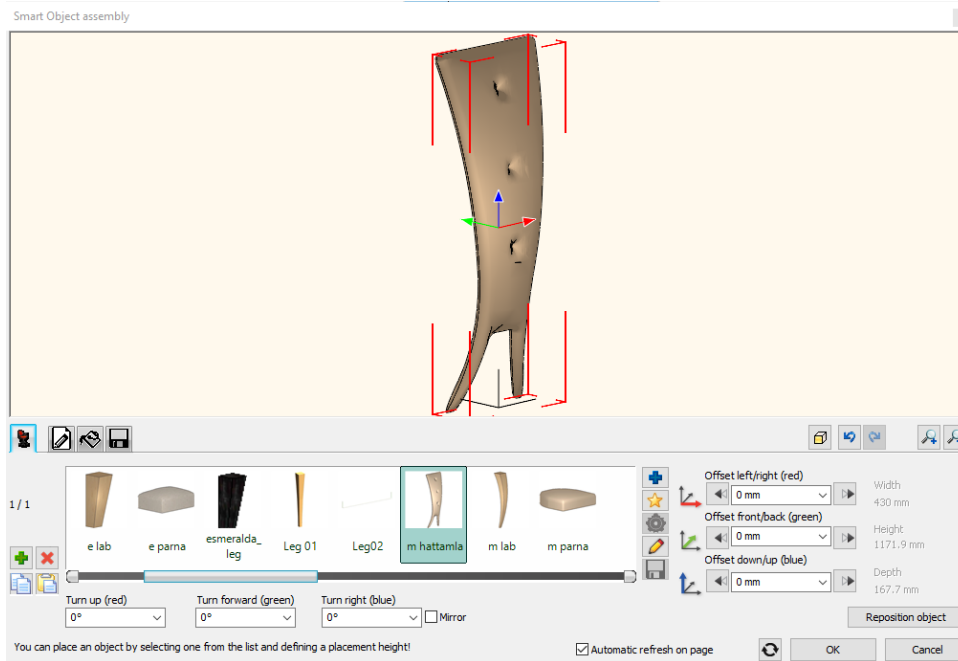 Smart Object assembly
1 / 1
e lab
e parna
esmeralda_
leg
Leg 01
Leg02
m hattamla
m lab
m parna
Offset left/right (red)
0 mm
Offset front/back (green)
0 mm
Offset down/up (blue)
0 mm
Width
430 mm
Height
1171.9 mm
Depth
167.7 mm
Turn up (red)
0°
Turn forward (green)
0°
Turn right (blue)
0°
Mirror
Reposition object
You can place an object by selecting one from the list and defining a placement height!
Automatic refresh on page
OK
Cancel